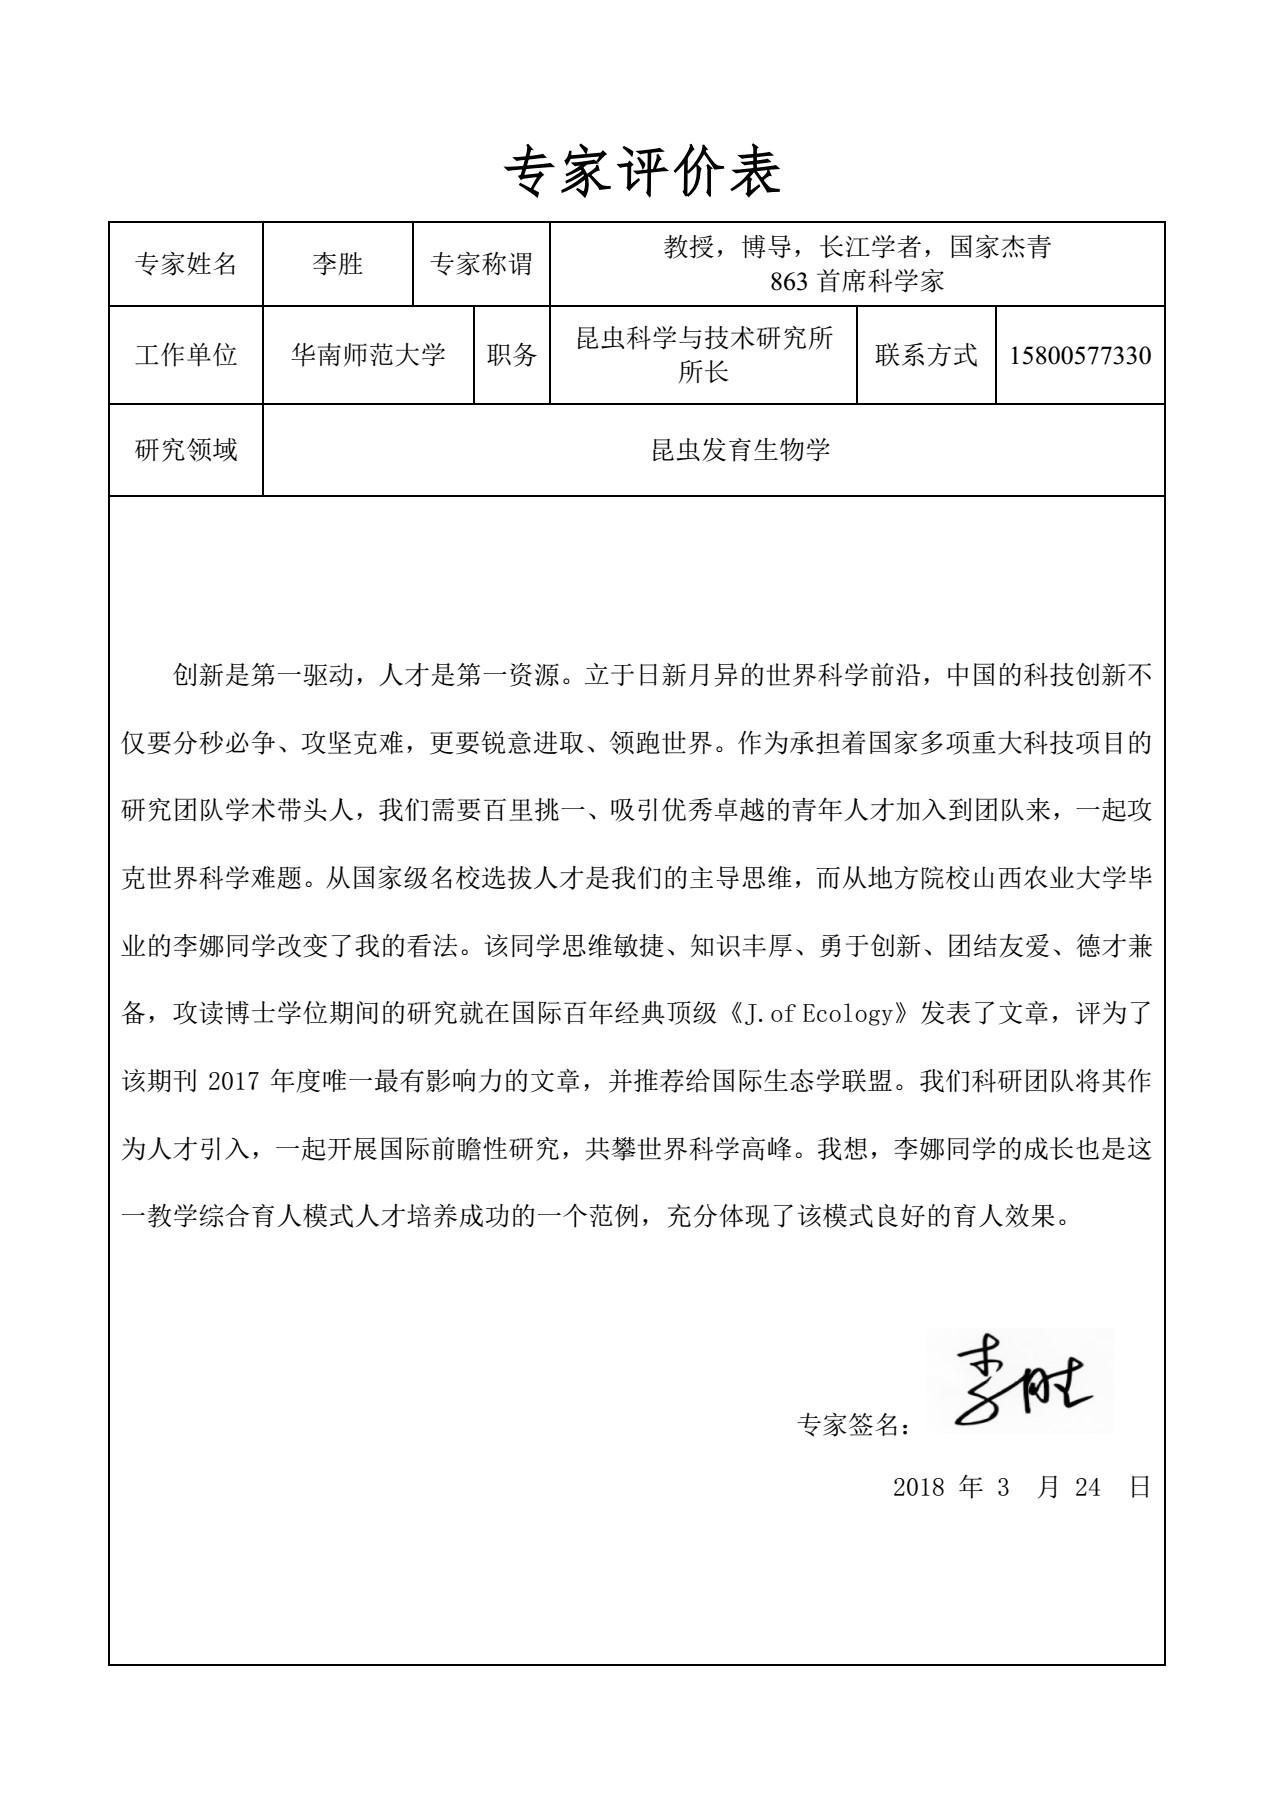 专家评价表
专家姓名 李胜 专家称谓 教授，博导，长江学者，国家杰青
863 首席科学家
工作单位 华南师范大学 职务 昆虫科学与技术研究所
所长 联系方式 15800577330
研究领域 昆虫发育生物学
创新是第一驱动，人才是第一资源。立于日新月异的世界科学前沿，中国的科技创新不
仅要分秒必争、攻坚克难，更要锐意进取、领跑世界。作为承担着国家多项重大科技项目的
研究团队学术带头人，我们需要百里挑一、吸引优秀卓越的青年人才加入到团队来，一起攻
克世界科学难题。从国家级名校选拔人才是我们的主导思维，而从地方院校山西农业大学毕
业的李娜同学改变了我的看法。该同学思维敏捷、知识丰厚、勇于创新、团结友爱、德才兼
备，攻读博士学位期间的研究就在国际百年经典顶级《J.of Ecology》发表了文章，评为了
该期刊 2017 年度唯一最有影响力的文章，并推荐给国际生态学联盟。我们科研团队将其作
为人才引入，一起开展国际前瞻性研究，共攀世界科学高峰。我想，李娜同学的成长也是这
一教学综合育人模式人才培养成功的一个范例，充分体现了该模式良好的育人效果。
专家签名： 李胜
2018 年 3 月 24 日